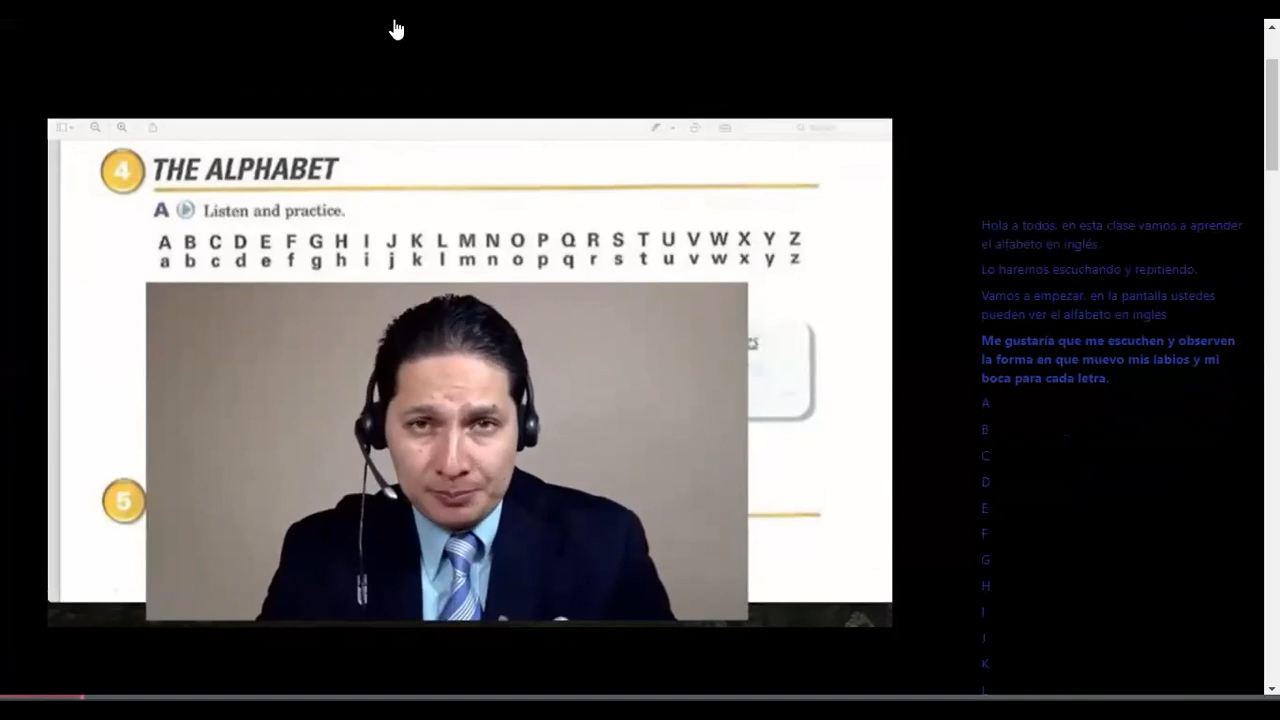 4 THE ALPHABET
A Listen and practice.
A B C D E F G H I J K L M N O P Q R S T U V W X Y Z
a b c d e f g h i j k l m n o p q r s t u v w x y z
5
Hola a todos, en esta clase vamos a aprender
el alfabeto en inglés.
Lo haremos escuchando y repitiendo.
Vamos a empezar, en la pantalla ustedes
pueden ver el alfabeto en inglés
Me gustaría que me escuchen y observen
la forma en que muevo mis labios y mi
boca para cada letra.
A
B
C
D
E
F
G
H
I
J
K
L